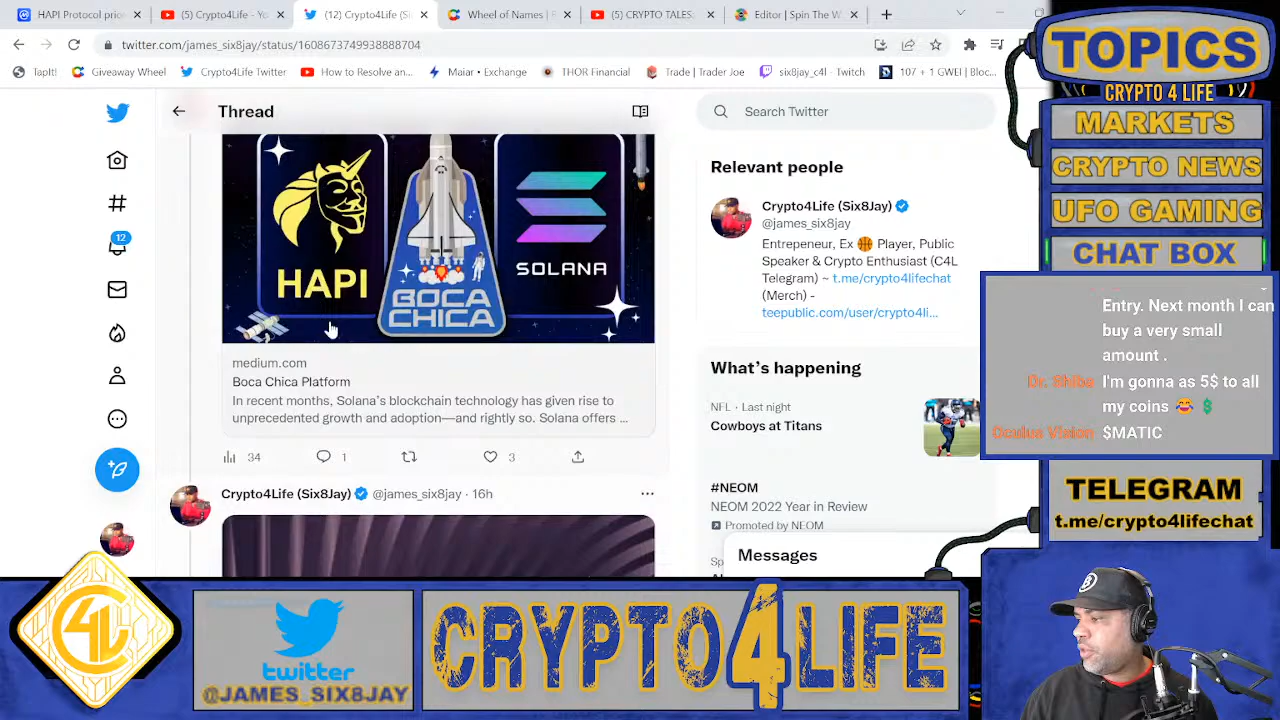 HAPI Protocol price
(5) Crypto4Life - Yo
(12) Crypto4Life (Si
Wheel of Names | R
(5) CRYPTO TALES
Editor | Spin The W
twitter.com/james_six8jay/status/1608673749938888704
TapIt!
Giveaway Wheel
Crypto4Life Twitter
How to Resolve an...
Maiar • Exchange
THOR Financial
Trade | Trader Joe
six8jay_c4l - Twitch
107 + 1 GWEI | Bloc...
Thread
Search Twitter
12
HAPI
BOCA
CHICA
SOLANA
medium.com
Boca Chica Platform
In recent months, Solana's blockchain technology has given rise to
unprecedented growth and adoption—and rightly so. Solana offers ...
34
1
3
Crypto4Life (Six8Jay) @james_six8jay · 16h
Relevant people
Crypto4Life (Six8Jay)
@james_six8jay
Entrepeneur, Ex 🏀 Player, Public
Speaker & Crypto Enthusiast (C4L
Telegram) ~ t.me/crypto4lifechat
(Merch) -
teepublic.com/user/crypto4li...
What's happening
NFL · Last night
Cowboys at Titans
#NEOM
NEOM 2022 Year in Review
Promoted by NEOM
Sp
Messages
TOPICS
CRYPTO 4 LIFE
MARKETS
CRYPTO NEWS
UFO GAMING
CHAT BOX
Entry. Next month I can
buy a very small
amount .
Dr. Shiba I'm gonna as 5$ to all
my coins 😂 💲
Oculus Vision $MATIC
TELEGRAM
t.me/crypto4lifechat
4L
twitter
@JAMES_SIX8JAY
CRYPTO4LIFE